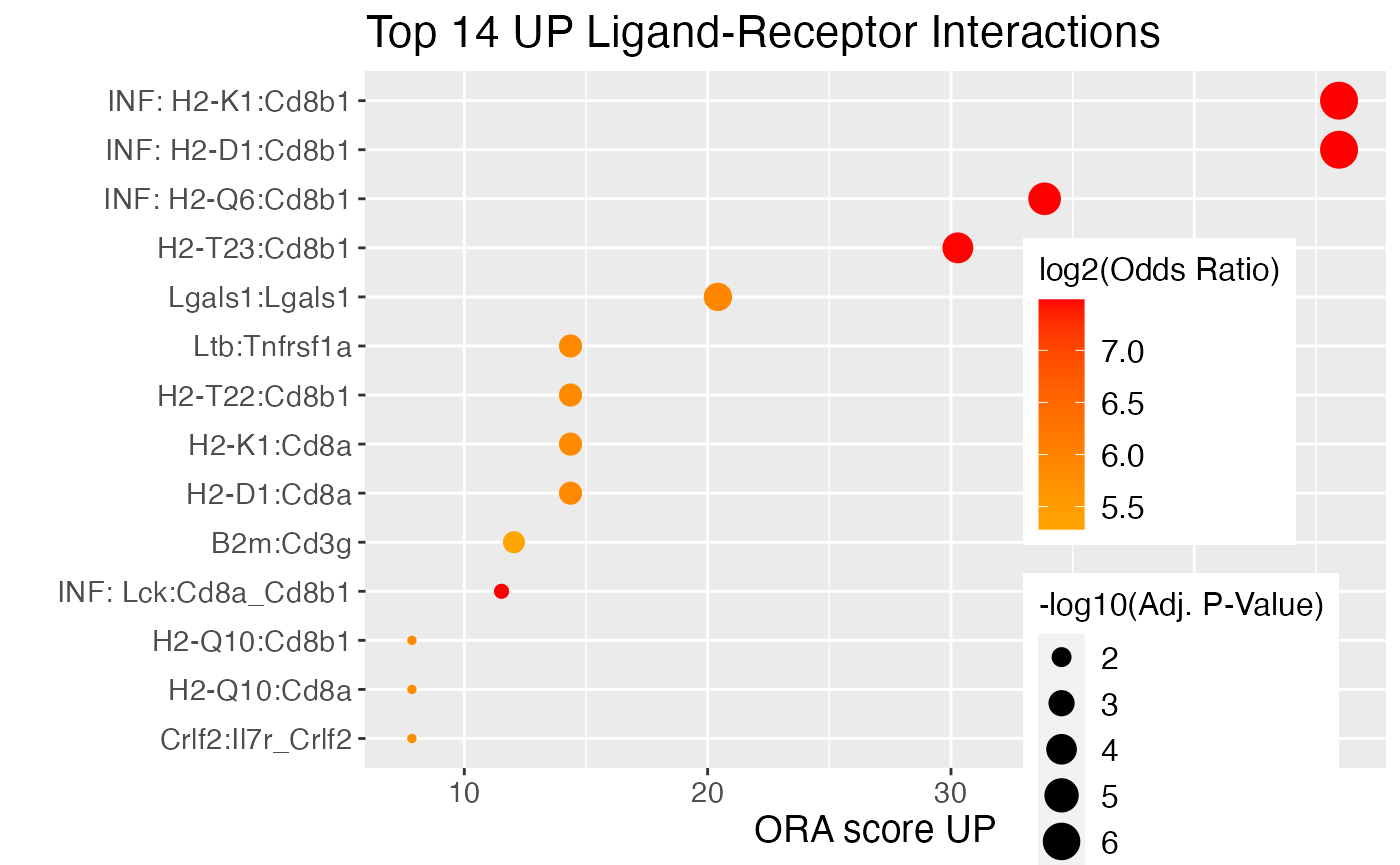 Top 14 UP Ligand-Receptor Interactions
INF: H2-K1:Cd8b1
INF: H2-D1:Cd8b1
INF: H2-Q6:Cd8b1
H2-T23:Cd8b1
Lgals1:Lgals1
Ltb:Tnfrsf1a
H2-T22:Cd8b1
H2-K1:Cd8a
H2-D1:Cd8a
B2m:Cd3g
INF: Lck:Cd8a_Cd8b1
H2-Q10:Cd8b1
H2-Q10:Cd8a
Crlf2:Il7r_Crlf2
10 20 30
ORA score UP
log2(Odds Ratio)
7.0
6.5
6.0
5.5
-log10(Adj. P-Value)
2
3
4
5
6